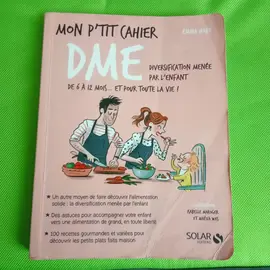 MON P'TIT CAHIER
DME
DIVERSIFICATION MENÉE
PAR L'ENFANT
DE 6 À 12 MOIS... ET POUR TOUTE LA VIE !
• Un autre moyen de faire découvrir l'alimentation
solide : la diversification menée par l'enfant
• Des astuces pour accompagner votre enfant
vers une alimentation de grand, en toute liberté
• 100 recettes gourmandes et variées pour
découvrir les petits plats faits maison
SOLAR